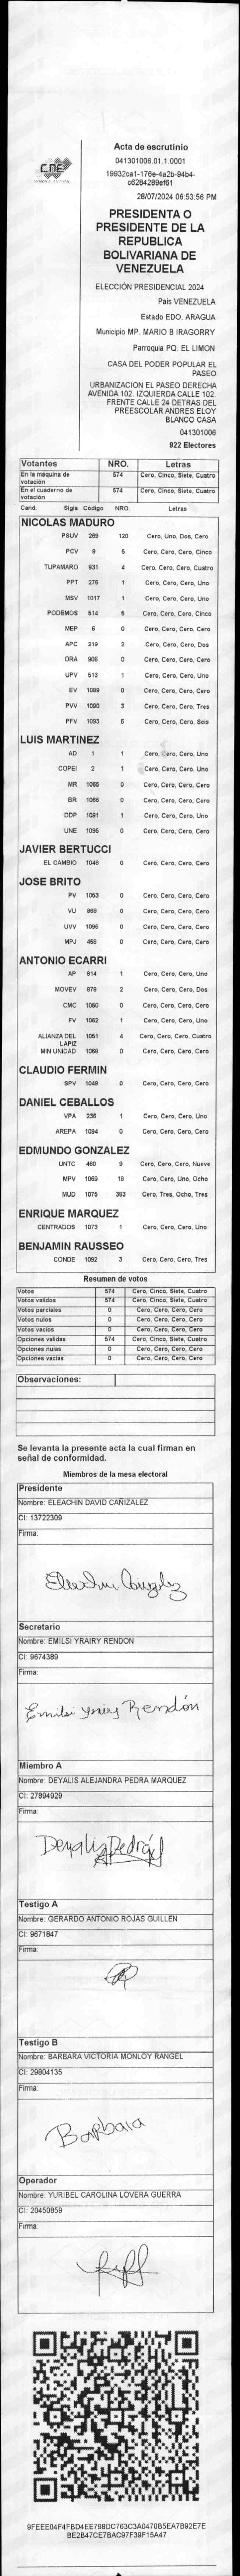 CNE
Acta de escrutinio
041301006.01.1.0001
19932ca1-176e-4a2b-94b4-
c6284289ef61
28/07/2024 06:53:56 PM
PRESIDENTA O
PRESIDENTE DE LA
REPUBLICA
BOLIVARIANA DE
VENEZUELA
ELECCIÓN PRESIDENCIAL 2024
País VENEZUELA
Estado EDO. ARAGUA
Municipio MP. MARIO B IRAGORRY
Parroquia PQ. EL LIMON
CASA DEL PODER POPULAR EL
PASEO
URBANIZACION EL PASEO DERECHA
AVENIDA 102. IZQUIERDA CALLE 102.
FRENTE CALLE 24 DETRAS DEL
PREESCOLAR ANDRES ELOY
BLANCO CASA
041301006
922 Electores
Votantes NRO. Letras
En la máquina de votación 574 Cero, Cinco, Siete, Cuatro
En el cuaderno de votación 574 Cero, Cinco, Siete, Cuatro
Cand. Sigla Código NRO. Letras
NICOLAS MADURO
PSUV 269 120 Cero, Uno, Dos, Cero
PCV 9 5 Cero, Cero, Cero, Cinco
TUPAMARO 931 4 Cero, Cero, Cero, Cuatro
PPT 276 1 Cero, Cero, Cero, Uno
MSV 1017 1 Cero, Cero, Cero, Uno
PODEMOS 514 5 Cero, Cero, Cero, Cinco
MEP 6 0 Cero, Cero, Cero, Cero
APC 219 2 Cero, Cero, Cero, Dos
ORA 906 0 Cero, Cero, Cero, Cero
UPV 513 1 Cero, Cero, Cero, Uno
EV 1089 0 Cero, Cero, Cero, Cero
PVV 1090 3 Cero, Cero, Cero, Tres
PFV 1093 6 Cero, Cero, Cero, Seis
LUIS MARTINEZ
AD 1 1 Cero, Cero, Cero, Uno
COPEI 2 1 Cero, Cero, Cero, Uno
MR 1065 0 Cero, Cero, Cero, Cero
BR 1066 0 Cero, Cero, Cero, Cero
DDP 1091 1 Cero, Cero, Cero, Uno
UNE 1095 0 Cero, Cero, Cero, Cero
JAVIER BERTUCCI
EL CAMBIO 1048 0 Cero, Cero, Cero, Cero
JOSE BRITO
PV 1053 0 Cero, Cero, Cero, Cero
VU 968 0 Cero, Cero, Cero, Cero
UVV 1096 0 Cero, Cero, Cero, Cero
MPJ 459 0 Cero, Cero, Cero, Cero
ANTONIO ECARRI
AP 814 1 Cero, Cero, Cero, Uno
MOVEV 878 2 Cero, Cero, Cero, Dos
CMC 1050 0 Cero, Cero, Cero, Cero
FV 1062 1 Cero, Cero, Cero, Uno
ALIANZA DEL LAPIZ 1051 4 Cero, Cero, Cero, Cuatro
MIN UNIDAD 1068 0 Cero, Cero, Cero, Cero
CLAUDIO FERMIN
SPV 1049 0 Cero, Cero, Cero, Cero
DANIEL CEBALLOS
VPA 236 1 Cero, Cero, Cero, Uno
AREPA 1094 0 Cero, Cero, Cero, Cero
EDMUNDO GONZALEZ
UNTC 460 9 Cero, Cero, Cero, Nueve
MPV 1069 18 Cero, Cero, Uno, Ocho
MUD 1075 383 Cero, Tres, Ocho, Tres
ENRIQUE MARQUEZ
CENTRADOS 1073 1 Cero, Cero, Cero, Uno
BENJAMIN RAUSSEO
CONDE 1092 3 Cero, Cero, Cero, Tres
Resumen de votos
Votos 574 Cero, Cinco, Siete, Cuatro
Votos validos 574 Cero, Cinco, Siete, Cuatro
Votos parciales 0 Cero, Cero, Cero, Cero
Votos nulos 0 Cero, Cero, Cero, Cero
Votos vacios 0 Cero, Cero, Cero, Cero
Opciones validas 574 Cero, Cinco, Siete, Cuatro
Opciones nulas 0 Cero, Cero, Cero, Cero
Opciones vacias 0 Cero, Cero, Cero, Cero
Observaciones:
Se levanta la presente acta la cual firman en
señal de conformidad.
Miembros de la mesa electoral
Presidente
Nombre: ELEACHIN DAVID CAÑIZALEZ
CI: 13722309
Firma:
Eleachin Cañizalez
Secretario
Nombre: EMILSI YRAIRY RENDON
CI: 9674389
Firma:
Emilsi Yrairy Rendón
Miembro A
Nombre: DEYALIS ALEJANDRA PEDRA MARQUEZ
CI: 27894929
Firma:
Deyalis Pedra
Testigo A
Nombre: GERARDO ANTONIO ROJAS GUILLEN
CI: 9671847
Firma:
Testigo B
Nombre: BARBARA VICTORIA MONLOY RANGEL
CI: 29804135
Firma:
Barbara
Operador
Nombre: YURIBEL CAROLINA LOVERA GUERRA
CI: 20450859
Firma:
9FEEE04F4FBD4EE798DC763C3A0470B5EA7B92E7E
BE2B47CE7BAC97F39F15A47